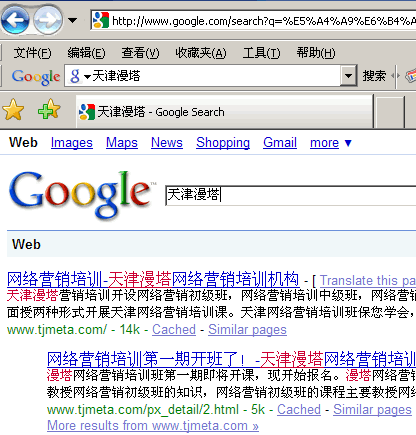 http://www.google.com/search?q=%E5%A4%A9%E6%B4%A
文件(F) 编辑(E) 查看(V) 收藏夹(A) 工具(T) 帮助(H)
Google 天津漫塔 搜索
天津漫塔 - Google Search
Web Images Maps News Shopping Gmail more ▼
Google™ 天津漫塔
Web
网络营销培训-天津漫塔网络营销培训机构 - [ Translate this pa
天津漫塔营销培训开设网络营销初级班，网络营销培训中级班，网络营
面授两种形式开展天津网络营销培训课。天津网络营销培训班保您学会，
www.tjmeta.com/ - 14k - Cached - Similar pages
网络营销培训第一期开班了！-天津漫塔网络营销培训
漫塔网络营销培训班第一期即将开课，现开始报名。漫塔网络营
教授网络营销初级班的知识，网络营销初级班的课程主要教授网络
www.tjmeta.com/px_detail/2.html - 5k - Cached - Similar pages
More results from www.tjmeta.com »